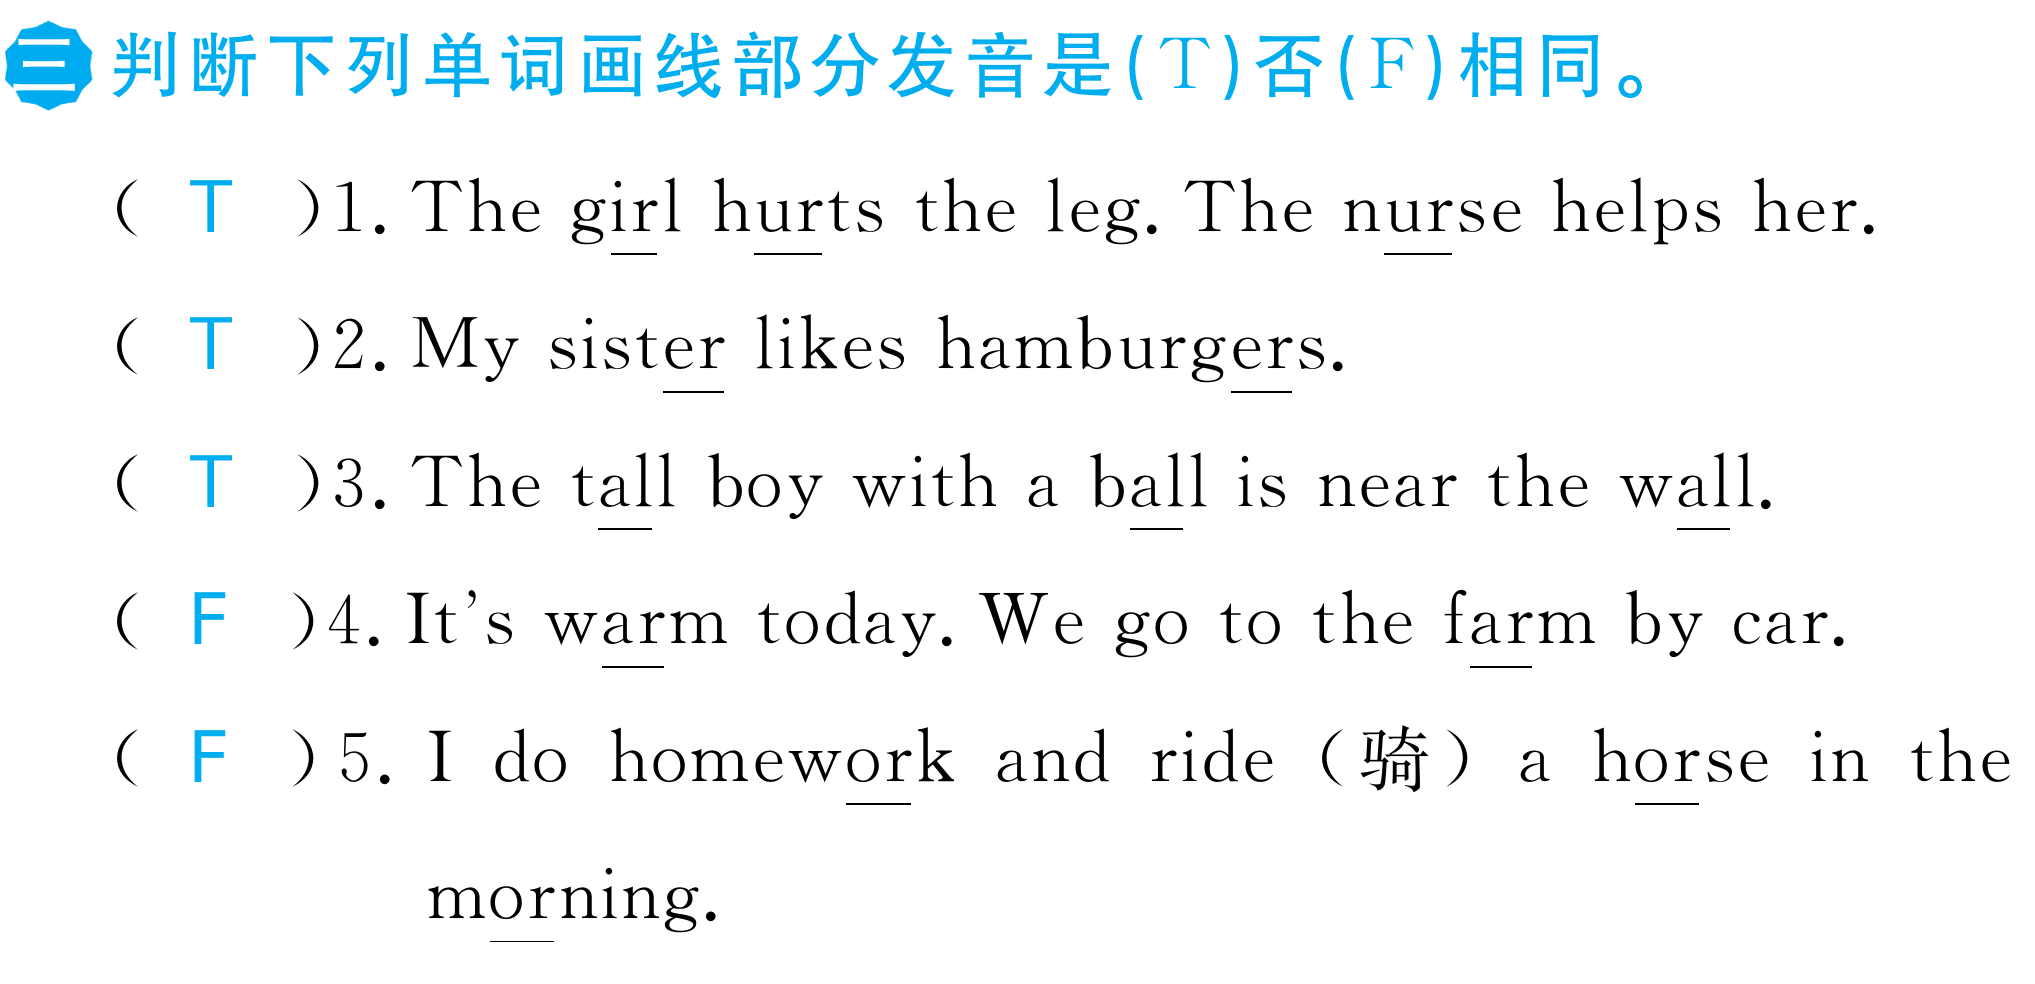 三 判断下列单词画线部分发音是(T)否(F)相同。
( T )1. The girl hurts the leg. The nurse helps her.
( T )2. My sister likes hamburgers.
( T )3. The tall boy with a ball is near the wall.
( F )4. It's warm today. We go to the farm by car.
( F )5. I do homework and ride（骑）a horse in the
morning.